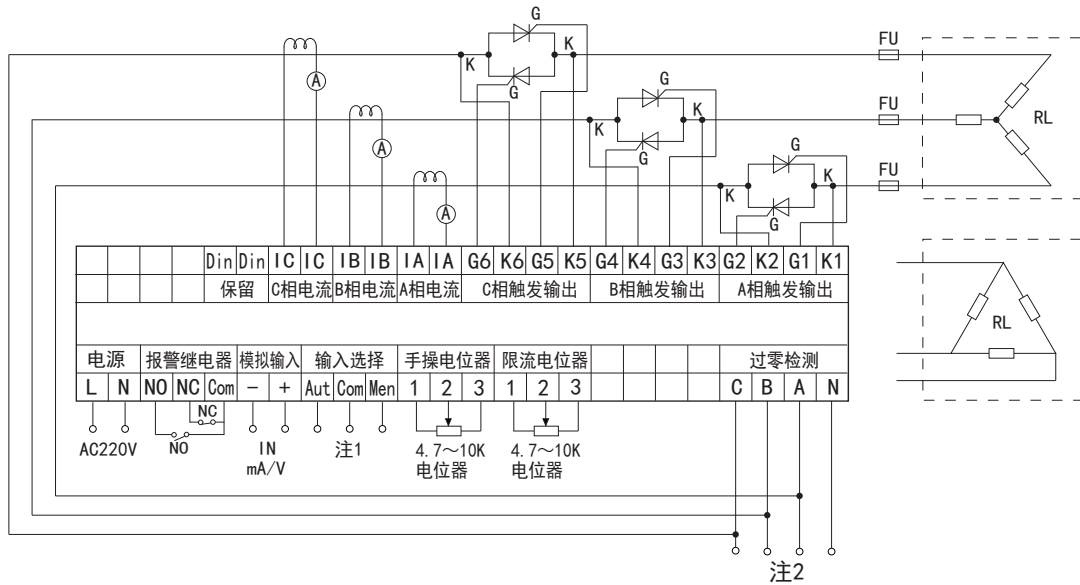 G
K
K
G
FU
G
K
K
G
FU
RL
G
K
K
G
FU
A
A
A
Din Din IC IC IB IB IA IA G6 K6 G5 K5 G4 K4 G3 K3 G2 K2 G1 K1
保留 C相电流 B相电流 A相电流 C相触发输出 B相触发输出 A相触发输出
RL
电源 报警继电器 模拟输入 输入选择 手操电位器 限流电位器 过零检测
L N NO NC Com − + Aut Com Men 1 2 3 1 2 3 C B A N
NC
AC220V NO IN 注1 4.7～10K 4.7～10K
mA/V 电位器 电位器
注2